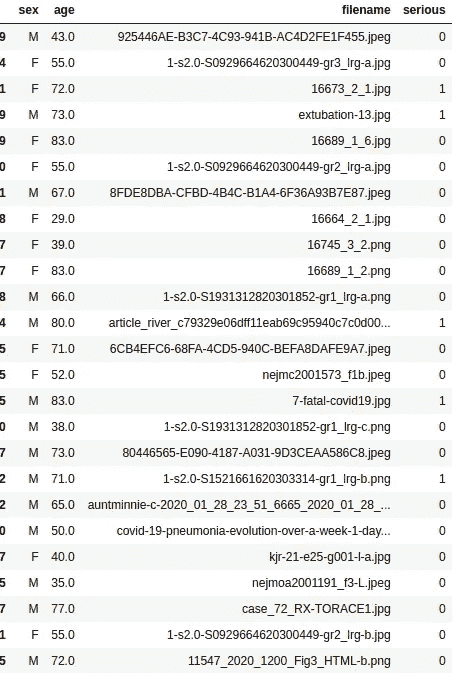 sex age filename serious
9 M 43.0 925446AE-B3C7-4C93-941B-AC4D2FE1F455.jpeg 0
4 F 55.0 1-s2.0-S0929664620300449-gr3_lrg-a.jpg 0
1 F 72.0 16673_2_1.jpg 1
9 M 73.0 extubation-13.jpg 1
9 F 83.0 16689_1_6.jpg 0
0 F 55.0 1-s2.0-S0929664620300449-gr2_lrg-a.jpg 0
1 M 67.0 8FDE8DBA-CFBD-4B4C-B1A4-6F36A93B7E87.jpeg 0
8 F 29.0 16664_2_1.jpg 0
7 F 39.0 16745_3_2.png 0
7 F 83.0 16689_1_2.png 0
8 M 66.0 1-s2.0-S1931312820301852-gr1_lrg-a.png 0
4 M 80.0 article_river_c79329e06dff11eab69c95940c7c0d00... 1
5 F 71.0 6CB4EFC6-68FA-4CD5-940C-BEFA8DAFE9A7.jpeg 0
5 F 52.0 nejmc2001573_f1b.jpeg 0
5 M 83.0 7-fatal-covid19.jpg 1
0 M 38.0 1-s2.0-S1931312820301852-gr1_lrg-c.png 0
7 M 73.0 80446565-E090-4187-A031-9D3CEAA586C8.jpeg 0
2 M 71.0 1-s2.0-S1521661620303314-gr1_lrg-b.png 1
2 M 65.0 auntminnie-c-2020_01_28_23_51_6665_2020_01_28_... 0
0 M 50.0 covid-19-pneumonia-evolution-over-a-week-1-day... 0
7 F 40.0 kjr-21-e25-g001-l-a.jpg 0
5 M 35.0 nejmoa2001191_f3-L.jpeg 0
7 M 77.0 case_72_RX-TORACE1.jpg 0
1 F 55.0 1-s2.0-S0929664620300449-gr2_lrg-b.jpg 0
5 M 72.0 11547_2020_1200_Fig3_HTML-b.png 0